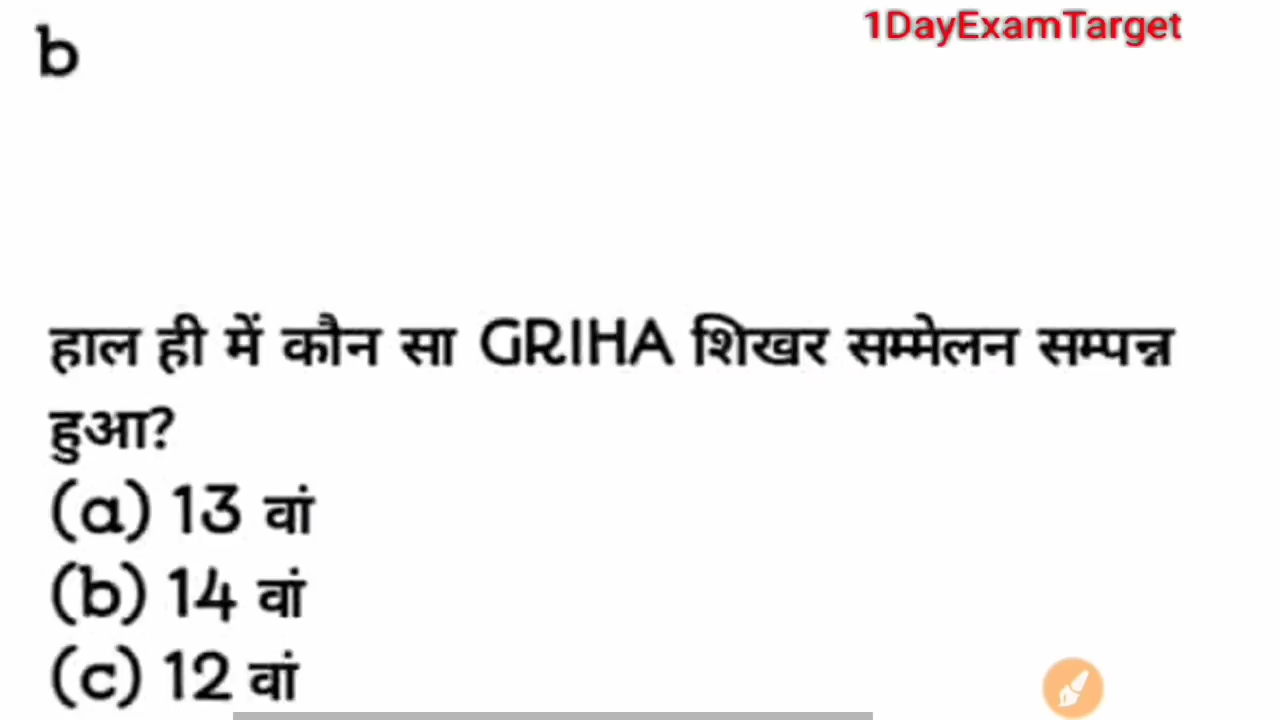 1DayExamTarget
b
हाल ही में कौन सा GRIHA शिखर सम्मेलन सम्पन्न
हुआ?
(a) 13 वां
(b) 14 वां
(c) 12 वां